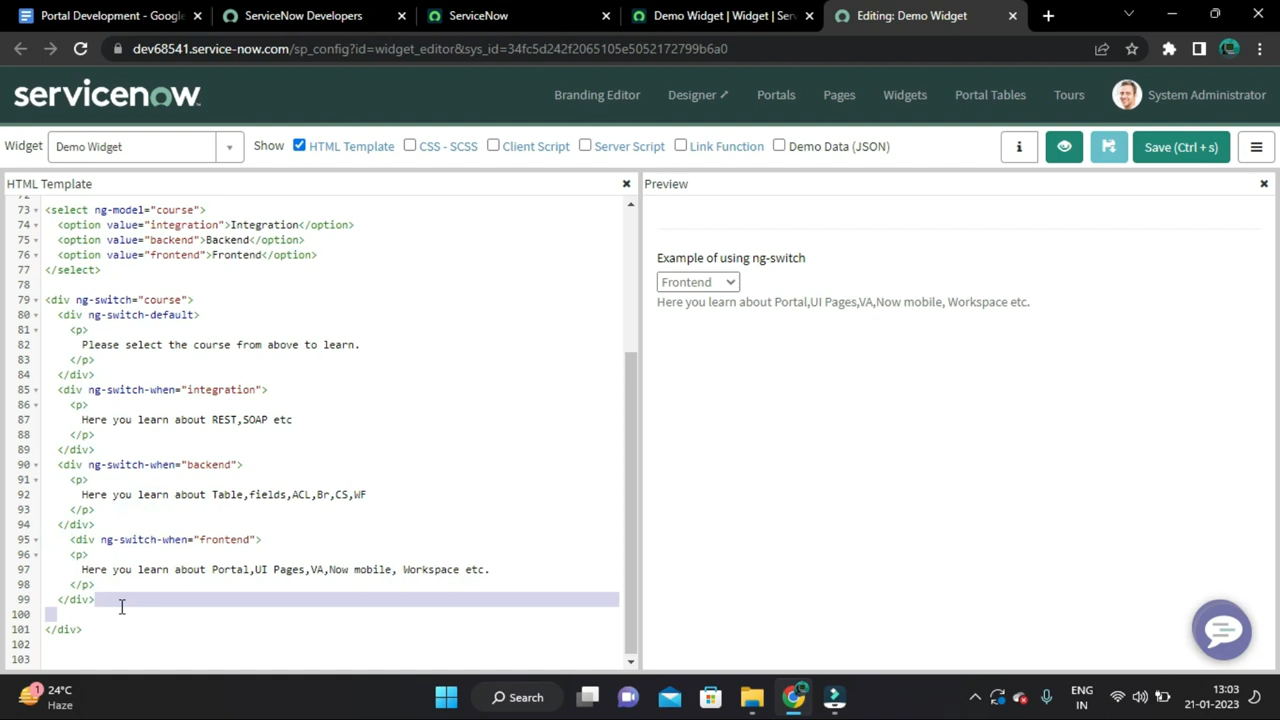 Portal Development - Google
ServiceNow Developers
ServiceNow
Demo Widget | Widget | Serv
Editing: Demo Widget
dev68541.service-now.com/sp_config?id=widget_editor&sys_id=34fc5d242f2065105e5052172799b6a0
servicenow
Branding Editor
Designer
Portals
Pages
Widgets
Portal Tables
Tours
System Administrator
Widget
Demo Widget
Show
HTML Template
CSS - SCSS
Client Script
Server Script
Link Function
Demo Data (JSON)
Save (Ctrl + s)
HTML Template
Preview
73 <select ng-model="course">
74 <option value="integration">Integration</option>
75 <option value="backend">Backend</option>
76 <option value="frontend">Frontend</option>
77 </select>
78
79 <div ng-switch="course">
80 <div ng-switch-default>
81 <p>
82 Please select the course from above to learn.
83 </p>
84 </div>
85 <div ng-switch-when="integration">
86 <p>
87 Here you learn about REST,SOAP etc
88 </p>
89 </div>
90 <div ng-switch-when="backend">
91 <p>
92 Here you learn about Table,fields,ACL,Br,CS,WF
93 </p>
94 </div>
95 <div ng-switch-when="frontend">
96 <p>
97 Here you learn about Portal,UI Pages,VA,Now mobile, Workspace etc.
98 </p>
99 </div>
100
101 </div>
102
103
Example of using ng-switch
Frontend
Here you learn about Portal,UI Pages,VA,Now mobile, Workspace etc.
1
24°C
Haze
Search
ENG
IN
13:03
21-01-2023